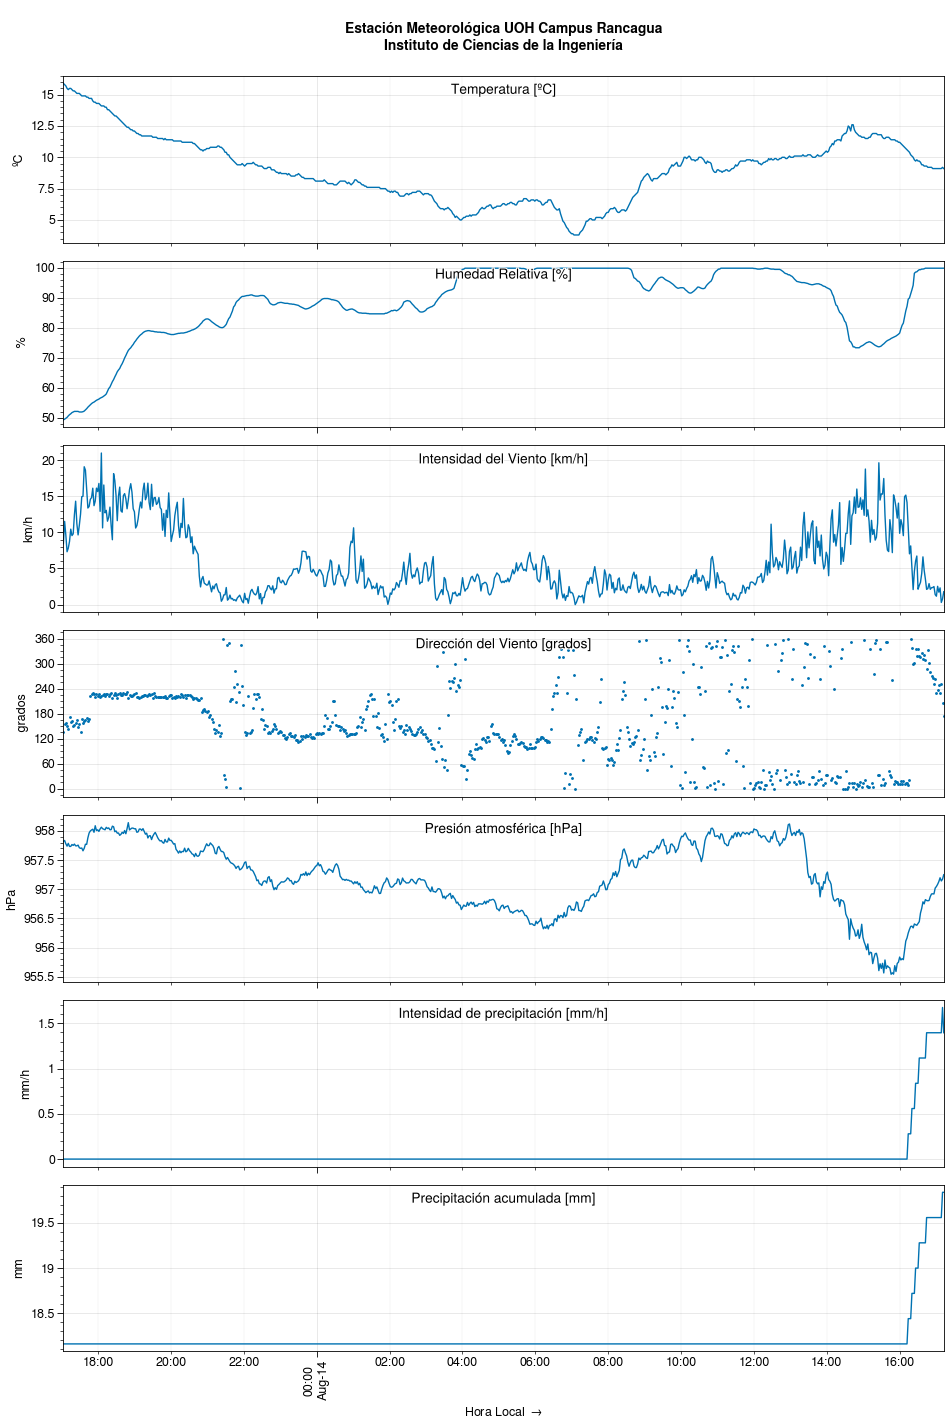 Estación Meteorológica UOH Campus Rancagua
Instituto de Ciencias de la Ingeniería
Temperatura [ºC]
15
12.5
10
7.5
5
ºC
Humedad Relativa [%]
100
90
80
70
60
50
%
Intensidad del Viento [km/h]
20
15
10
5
0
km/h
Dirección del Viento [grados]
360
300
240
180
120
60
0
grados
Presión atmosférica [hPa]
958
957.5
957
956.5
956
955.5
hPa
Intensidad de precipitación [mm/h]
1.5
1
0.5
0
mm/h
Precipitación acumulada [mm]
19.5
19
18.5
mm
18:00 20:00 22:00 00:00 02:00 04:00 06:00 08:00 10:00 12:00 14:00 16:00
Aug-14
Hora Local →